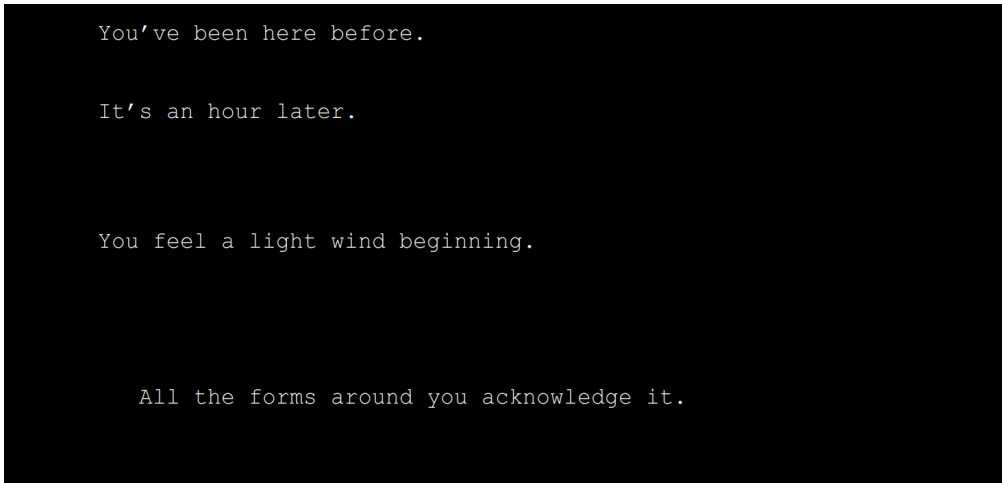 You’ve been here before.
It’s an hour later.
You feel a light wind beginning.
All the forms around you acknowledge it.